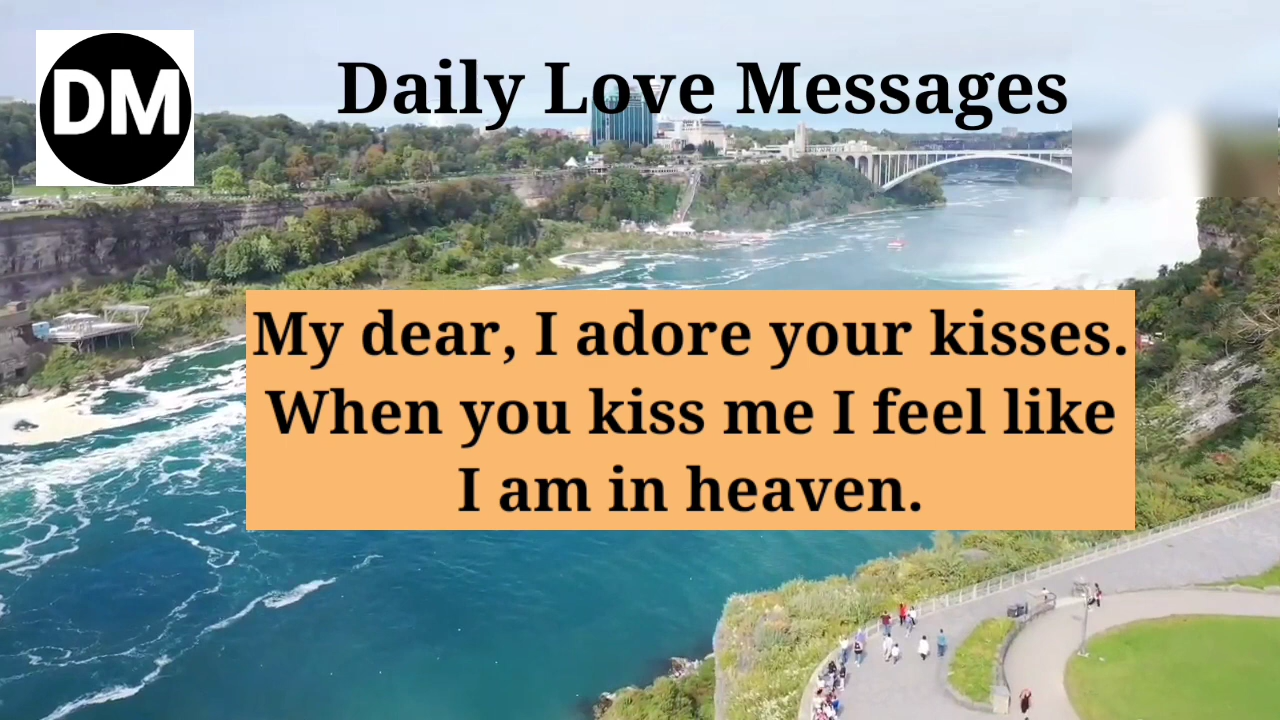 DM
Daily Love Messages
My dear, I adore your kisses.
When you kiss me I feel like
I am in heaven.